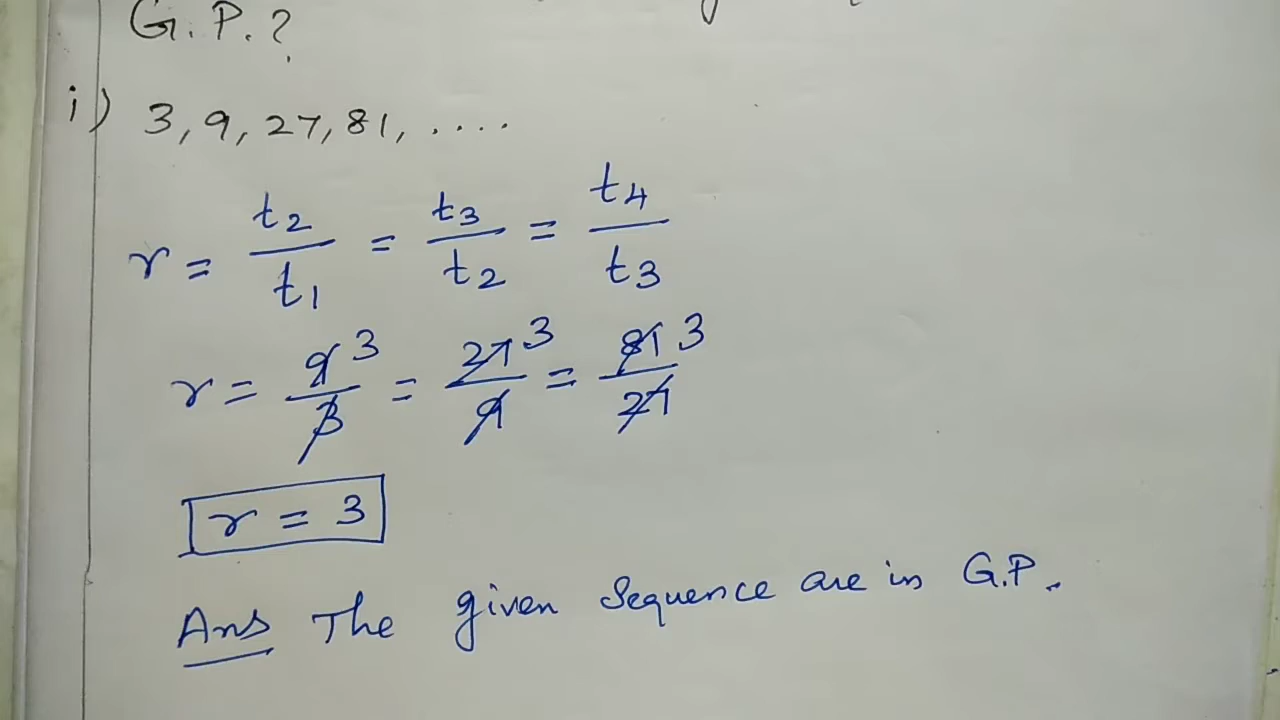 G.P.?
i) 3, 9, 27, 81, ....
r = t2/t1 = t3/t2 = t4/t3
r = 9/3 3 = 27/9 3 = 81/27 3
r = 3
Ans The given Sequence are in G.P.